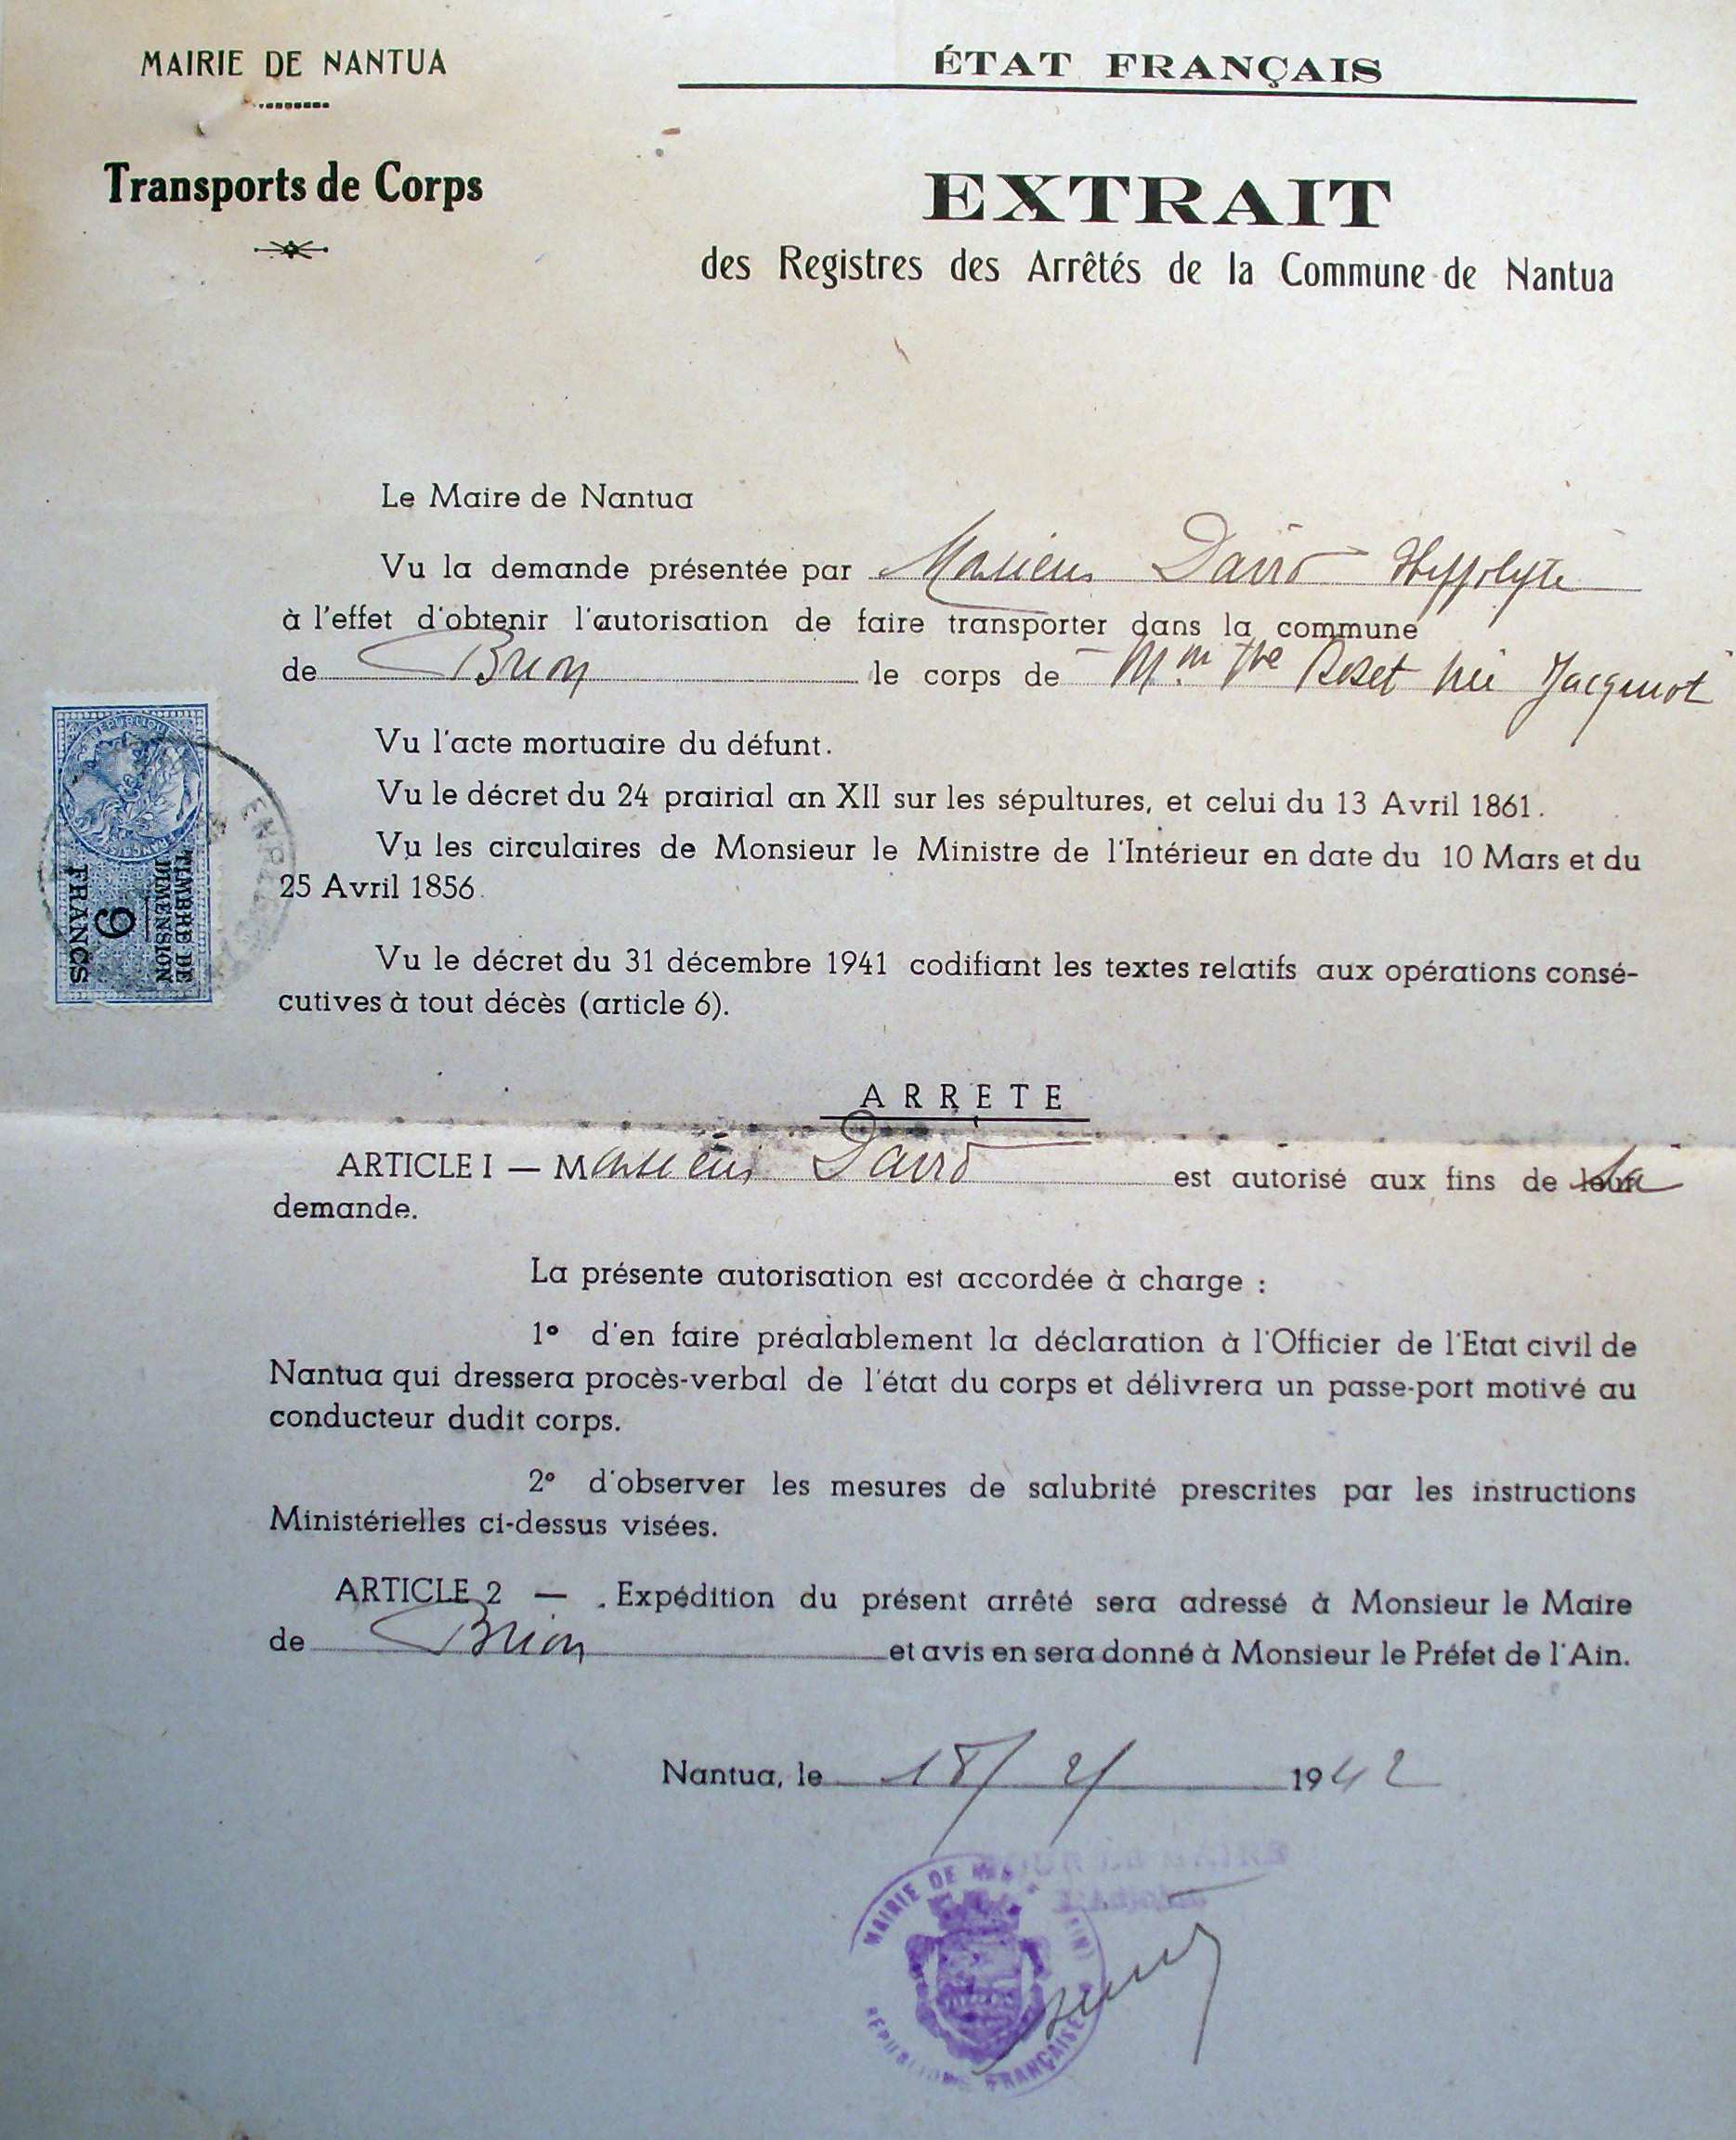 MAIRIE DE NANTUA
Transports de Corps
ÉTAT FRANÇAIS
EXTRAIT
des Registres des Arrêtés de la Commune de Nantua
Le Maire de Nantua
Vu la demande présentée par Monsieur David Hyppolyte
à l'effet d'obtenir l'autorisation de faire transporter dans la commune
de Brion le corps de Mm Vve Roset née Jacquiot
Vu l'acte mortuaire du défunt.
Vu le décret du 24 prairial an XII sur les sépultures, et celui du 13 Avril 1861.
Vu les circulaires de Monsieur le Ministre de l'Intérieur en date du 10 Mars et du
25 Avril 1856.
TIMBRE DE
DIMENSION
9
FRANCS
Vu le décret du 31 décembre 1941 codifiant les textes relatifs aux opérations consé-
cutives à tout décès (article 6).
ARRETE
ARTICLE I — Monsieur David est autorisé aux fins de sa
demande.
La présente autorisation est accordée à charge :
1° d'en faire préalablement la déclaration à l'Officier de l'Etat civil de
Nantua qui dressera procès-verbal de l'état du corps et délivrera un passe-port motivé au
conducteur dudit corps.
2° d'observer les mesures de salubrité prescrites par les instructions
Ministérielles ci-dessus visées.
ARTICLE 2 — Expédition du présent arrêté sera adressé à Monsieur le Maire
de Brion et avis en sera donné à Monsieur le Préfet de l'Ain.
Nantua, le 18/ 2/ 1942
MAIRIE DE
RÉPUBLIQUE FRANÇAISE